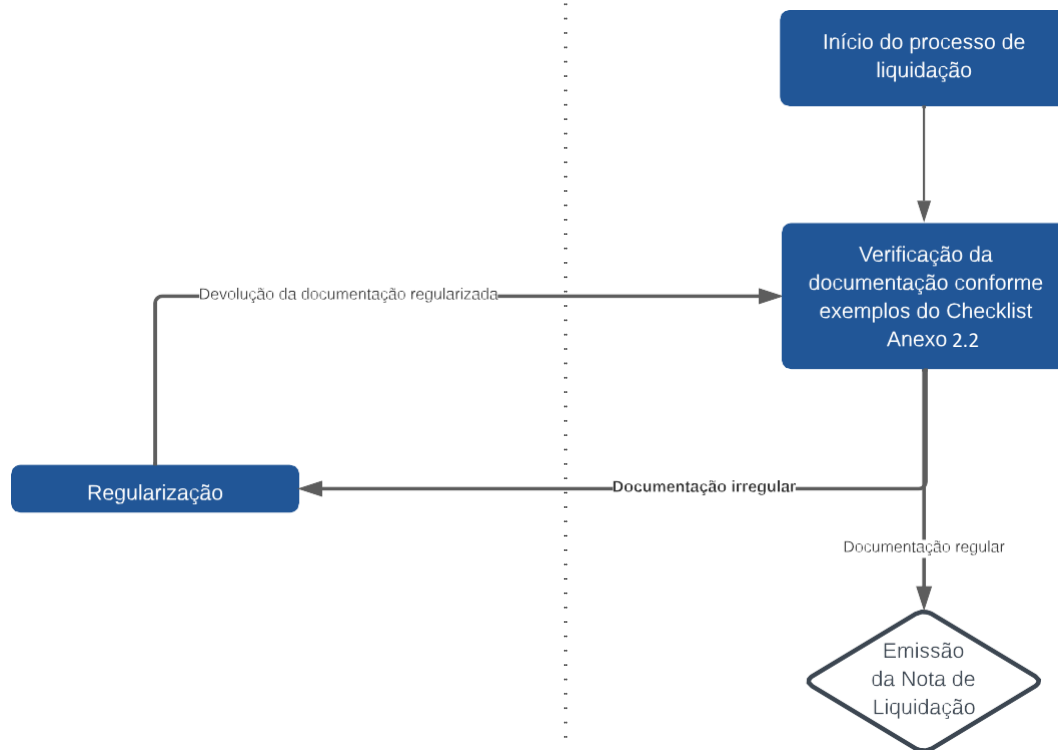 Início do processo de
liquidação
Verificação da
documentação conforme
exemplos do Checklist
Anexo 2.2
Devolução da documentação regularizada
Regularização
Documentação irregular
Documentação regular
Emissão
da Nota de
Liquidação